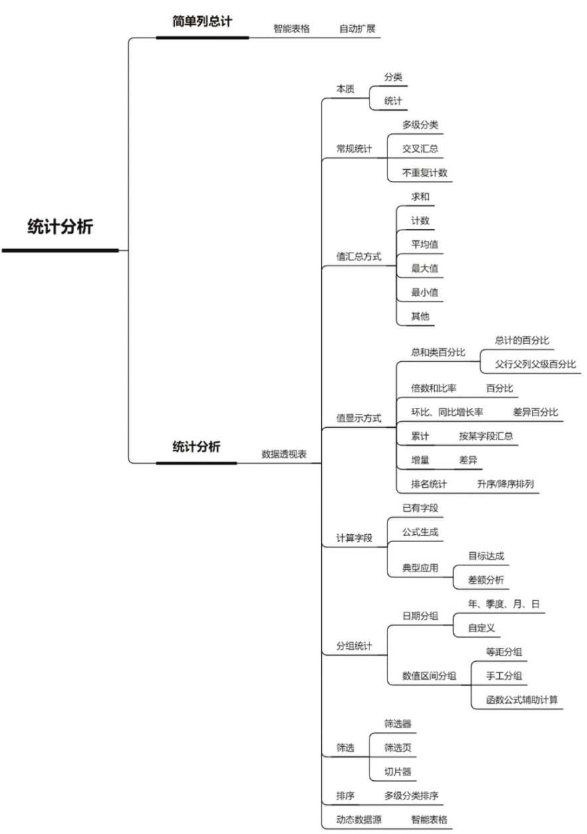 简单列总计
智能表格
自动扩展
本质
分类
统计
常规统计
多级分类
交叉汇总
不重复计数
统计分析
值汇总方式
求和
计数
平均值
最大值
最小值
其他
值显示方式
总和类百分比
总计的百分比
父行父列父级百分比
倍数和比率
百分比
环比、同比增长率
差异百分比
累计
按某字段汇总
增量
差异
排名统计
升序/降序排列
统计分析
数据透视表
计算字段
已有字段
公式生成
典型应用
目标达成
差额分析
分组统计
日期分组
年、季度、月、日
自定义
数值区间分组
等距分组
手工分组
函数公式辅助计算
筛选
筛选器
筛选页
切片器
排序
多级分类排序
动态数据源
智能表格